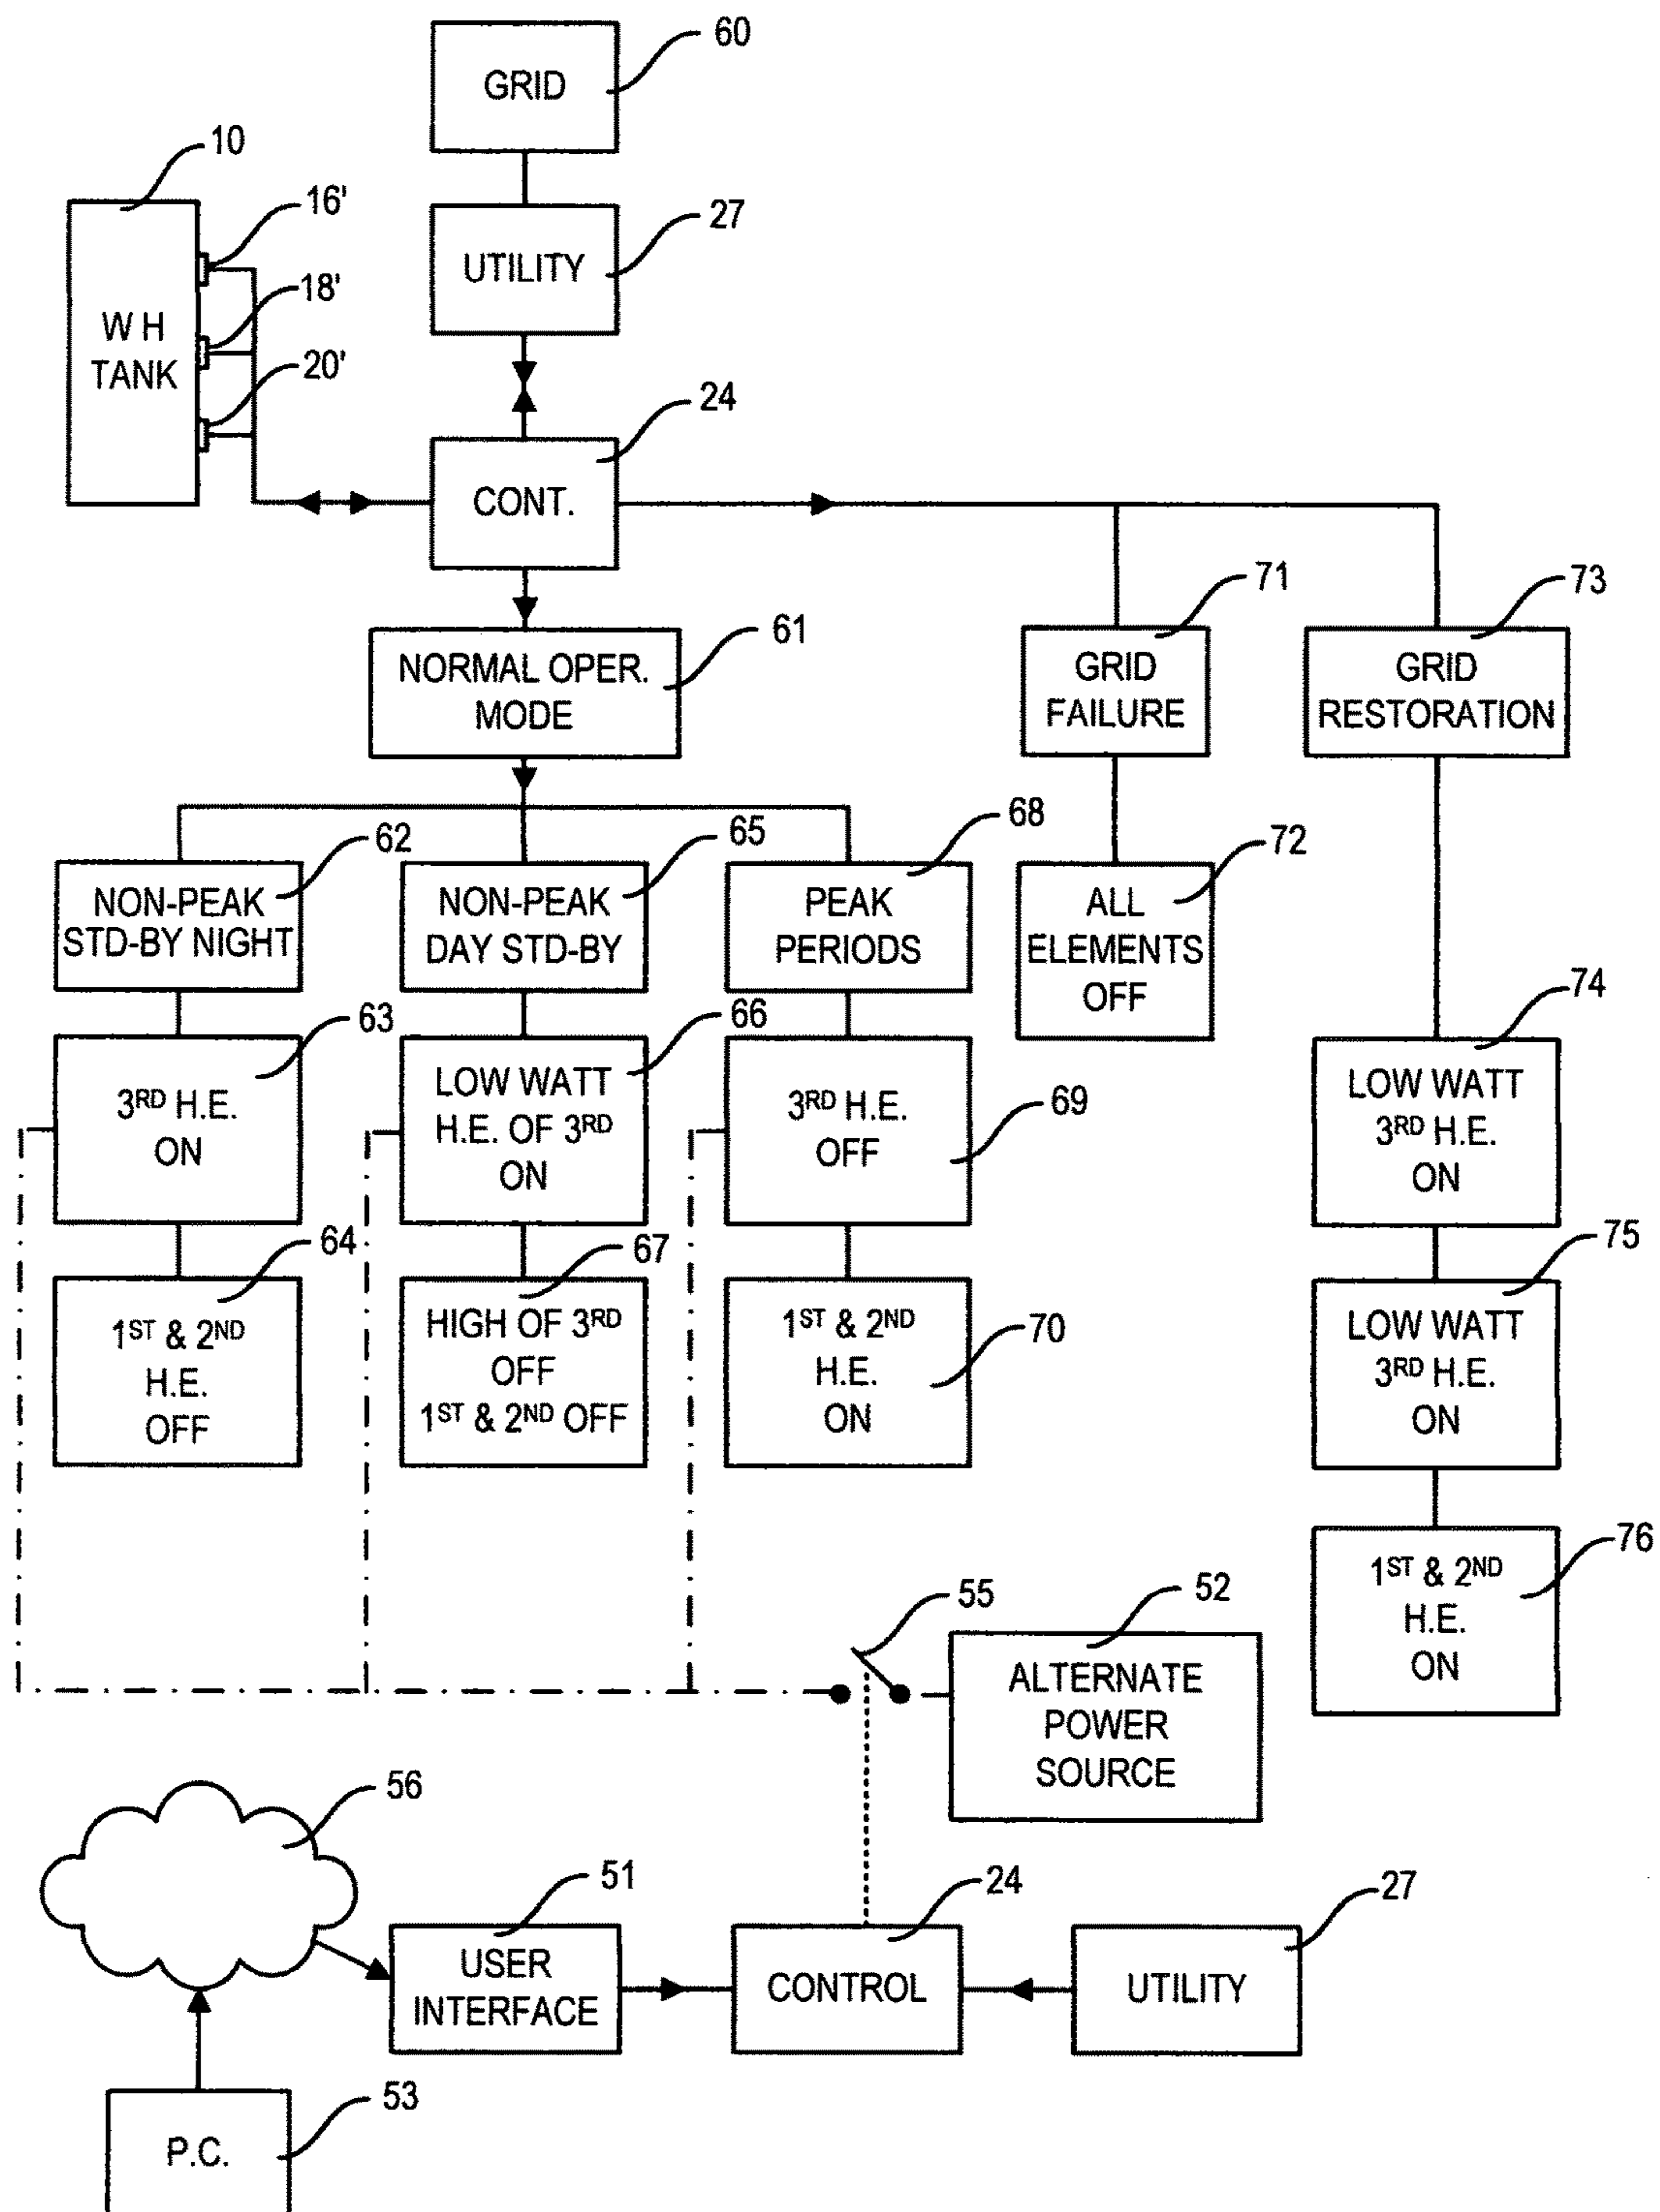 60
GRID
10
16'
27
UTILITY
18'
W H
TANK
20'
24
CONT.
71
73
61
NORMAL OPER.
MODE
GRID
FAILURE
GRID
RESTORATION
62
65
68
72
NON-PEAK
STD-BY NIGHT
NON-PEAK
DAY STD-BY
PEAK
PERIODS
ALL
ELEMENTS
OFF
63
66
69
74
3RD H.E.
ON
LOW WATT
H.E. OF 3RD
ON
3RD H.E.
OFF
LOW WATT
3RD H.E.
ON
64
67
70
75
1ST & 2ND
H.E.
OFF
HIGH OF 3RD
OFF
1ST & 2ND OFF
1ST & 2ND
H.E.
ON
LOW WATT
3RD H.E.
ON
76
1ST & 2ND
H.E.
ON
55
52
ALTERNATE
POWER
SOURCE
56
51
24
27
USER
INTERFACE
CONTROL
UTILITY
53
P.C.